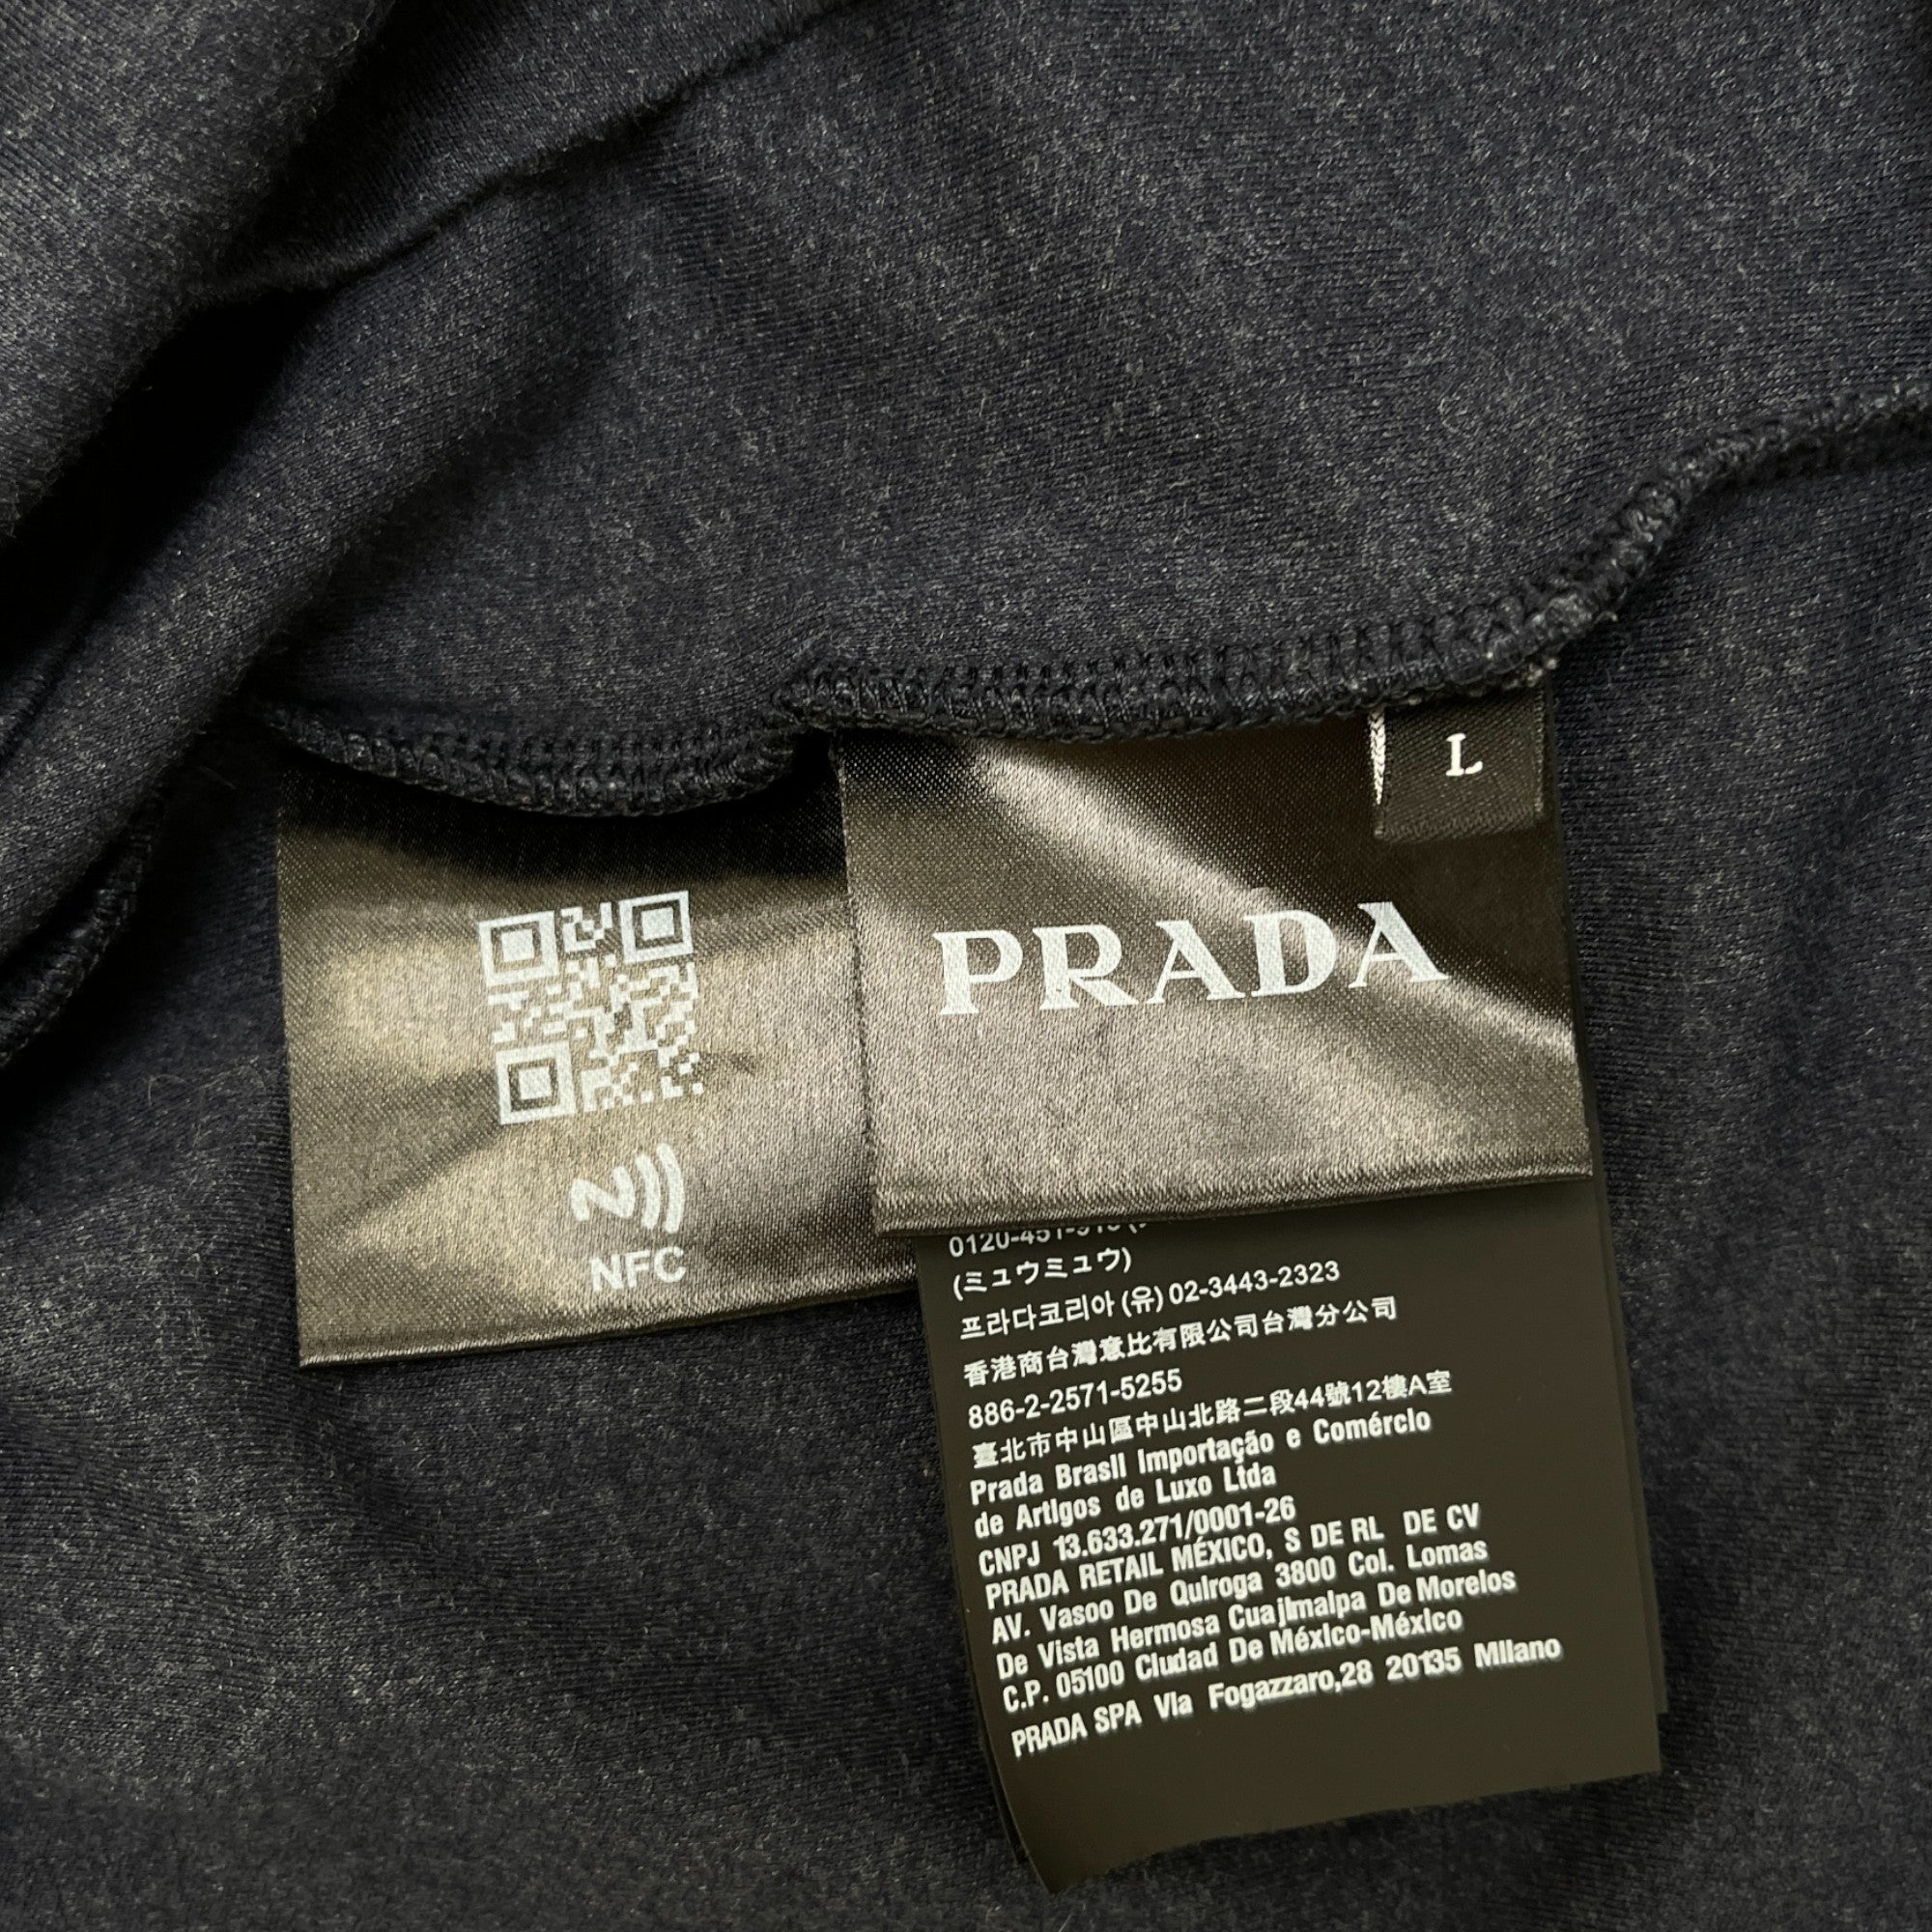 L
PRADA
NFC
(ミュウミュウ)
프라다코리아 (유) 02-3443-2323
香港商台灣意比有限公司台灣分公司
886-2-2571-5255
臺北市中山區中山北路二段44號12樓A室
Prada Brasil Importação e Comércio
de Artigos de Luxo Ltda
CNPJ 13.633.271/0001-26
PRADA RETAIL MÉXICO, S DE RL DE CV
AV. Vasoo De Quiroga 3800 Col. Lomas
De Vista Hermosa Cuajimalpa De Morelos
C.P. 05100 Ciudad De México-México
PRADA SPA Via Fogazzaro,28 20135 Milano